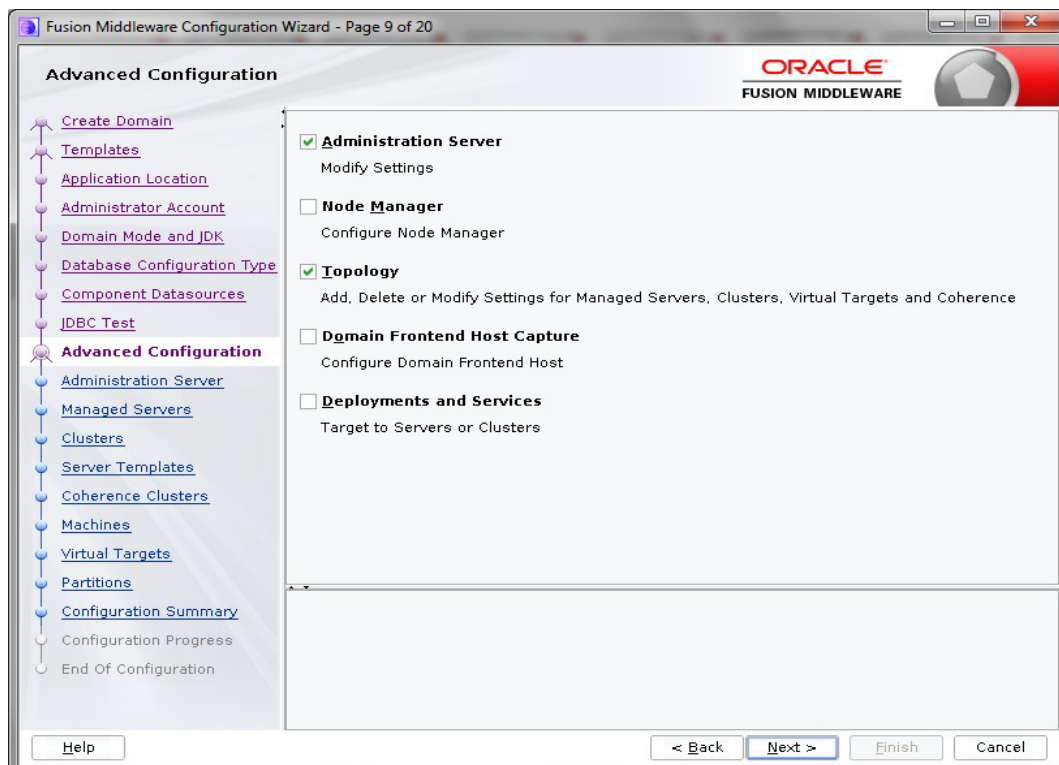 Fusion Middleware Configuration Wizard - Page 9 of 20
Advanced Configuration
ORACLE
FUSION MIDDLEWARE
Create Domain
Templates
Application Location
Administrator Account
Domain Mode and JDK
Database Configuration Type
Component Datasources
JDBC Test
Advanced Configuration
Administration Server
Managed Servers
Clusters
Server Templates
Coherence Clusters
Machines
Virtual Targets
Partitions
Configuration Summary
Configuration Progress
End Of Configuration
Administration Server
Modify Settings
Node Manager
Configure Node Manager
Topology
Add, Delete or Modify Settings for Managed Servers, Clusters, Virtual Targets and Coherence
Domain Frontend Host Capture
Configure Domain Frontend Host
Deployments and Services
Target to Servers or Clusters
Help
< Back
Next >
Finish
Cancel